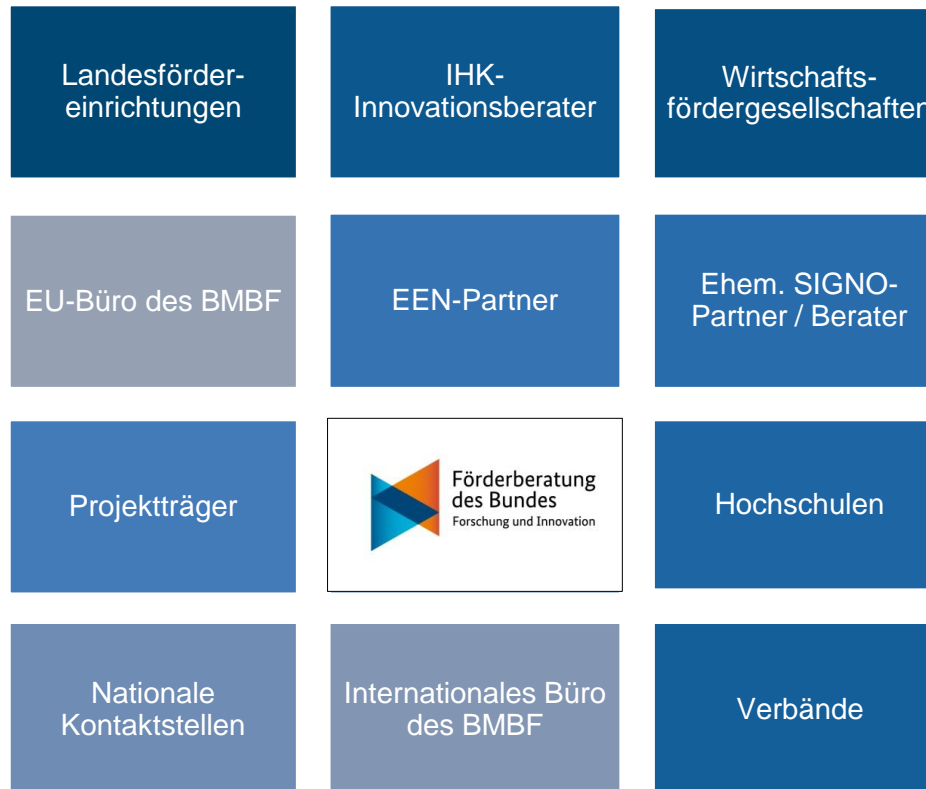 Landesförder-
einrichtungen
IHK-
Innovationsberater
Wirtschafts-
fördergesellschaften
EU-Büro des BMBF
EEN-Partner
Ehem. SIGNO-
Partner / Berater
Projektträger
Förderberatung
des Bundes
Forschung und Innovation
Hochschulen
Nationale
Kontaktstellen
Internationales Büro
des BMBF
Verbände